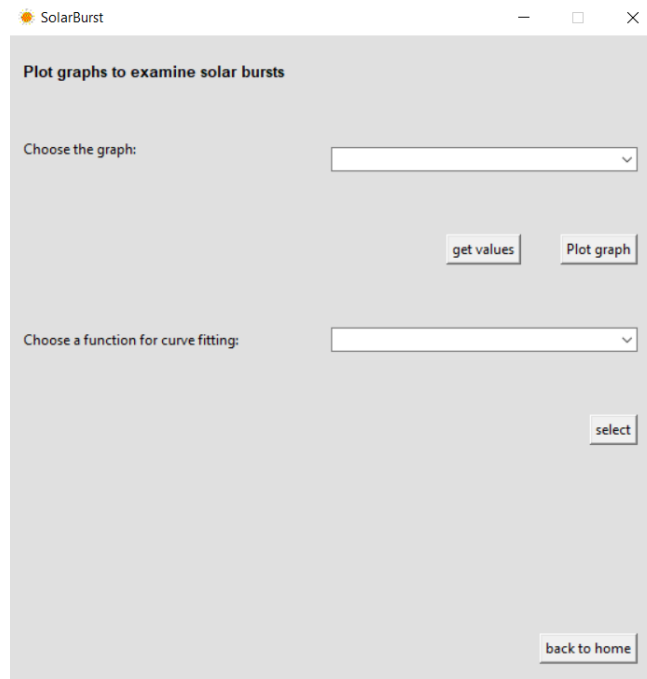 SolarBurst
Plot graphs to examine solar bursts
Choose the graph:
get values
Plot graph
Choose a function for curve fitting:
select
back to home